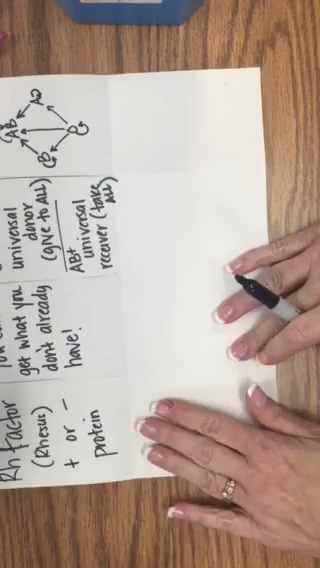 Rh factor
(Rhesus)
+ or -
protein
get what you
don't already
have!
universal
donor
(give to ALL)
AB+
universal
receiver (take
ALL)
AB
A
B
O